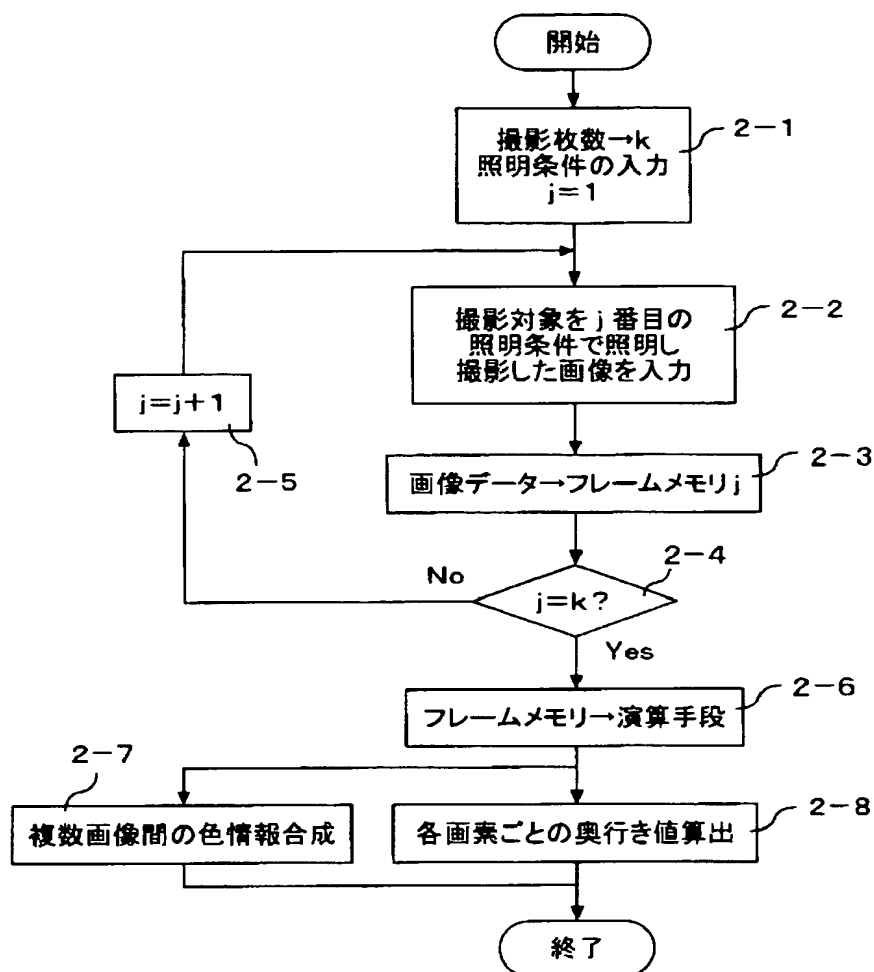 開始
撮影枚数→k
照明条件の入力
j=1
2-1
撮影対象をj番目の
照明条件で照明し
撮影した画像を入力
2-2
j=j+1
2-5
画像データ→フレームメモリj
2-3
j=k?
2-4
No
Yes
フレームメモリ→演算手段
2-6
2-7
複数画像間の色情報合成
各画素ごとの奥行き値算出
2-8
終了